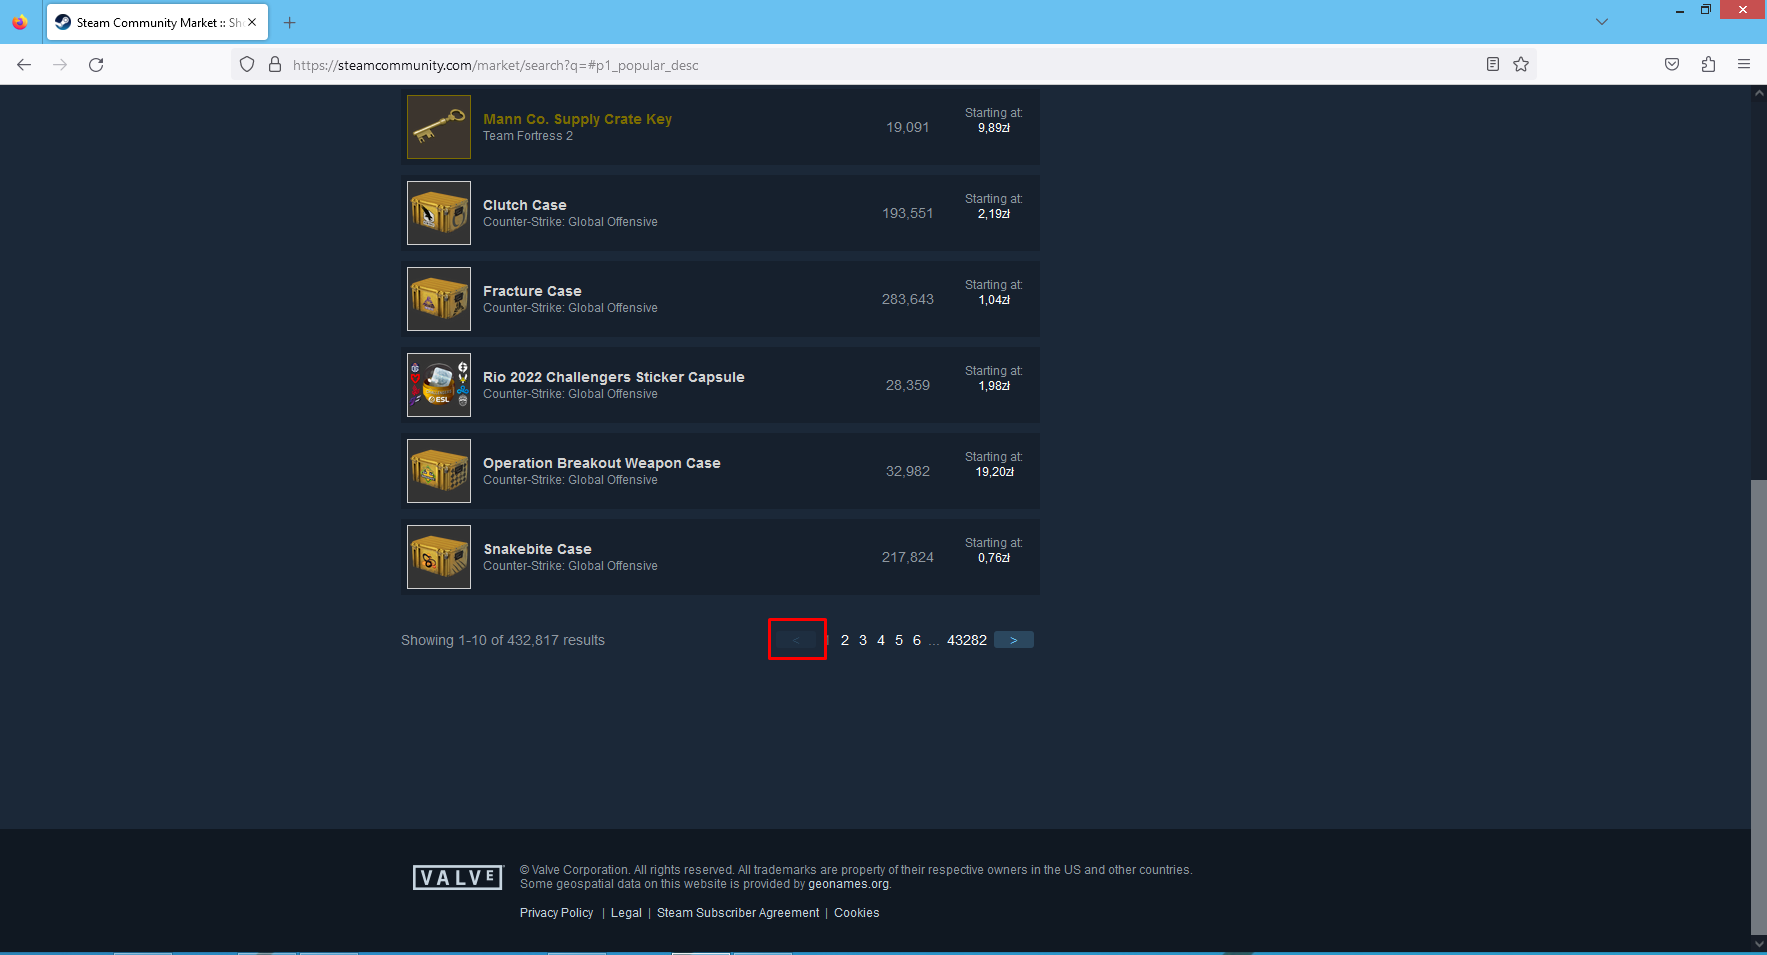 Steam Community Market :: Sh
https://steamcommunity.com/market/search?q=#p1_popular_desc
Mann Co. Supply Crate Key
Team Fortress 2
19,091
Starting at:
9,89zł
Clutch Case
Counter-Strike: Global Offensive
193,551
Starting at:
2,19zł
Fracture Case
Counter-Strike: Global Offensive
283,643
Starting at:
1,04zł
Rio 2022 Challengers Sticker Capsule
Counter-Strike: Global Offensive
28,359
Starting at:
1,98zł
ESL
Operation Breakout Weapon Case
Counter-Strike: Global Offensive
32,982
Starting at:
19,20zł
Snakebite Case
Counter-Strike: Global Offensive
217,824
Starting at:
0,76zł
Showing 1-10 of 432,817 results
< 2 3 4 5 6 ... 43282 >
VALVE
© Valve Corporation. All rights reserved. All trademarks are property of their respective owners in the US and other countries.
Some geospatial data on this website is provided by geonames.org.
Privacy Policy | Legal | Steam Subscriber Agreement | Cookies